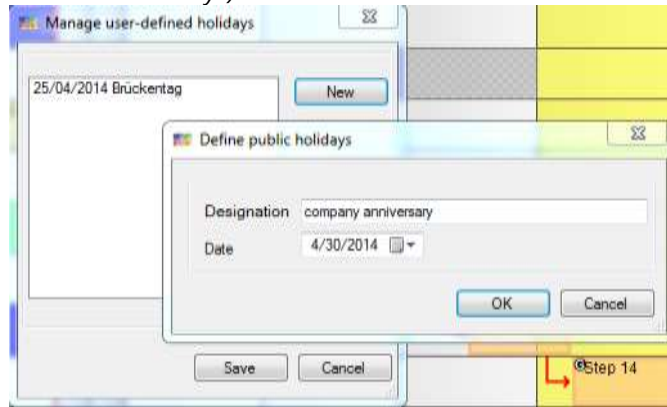 Manage user-defined holidays
25/04/2014 Brückentag
New
Define public holidays
Designation company anniversary
Date 4/30/2014
OK Cancel
Save Cancel
Step 14